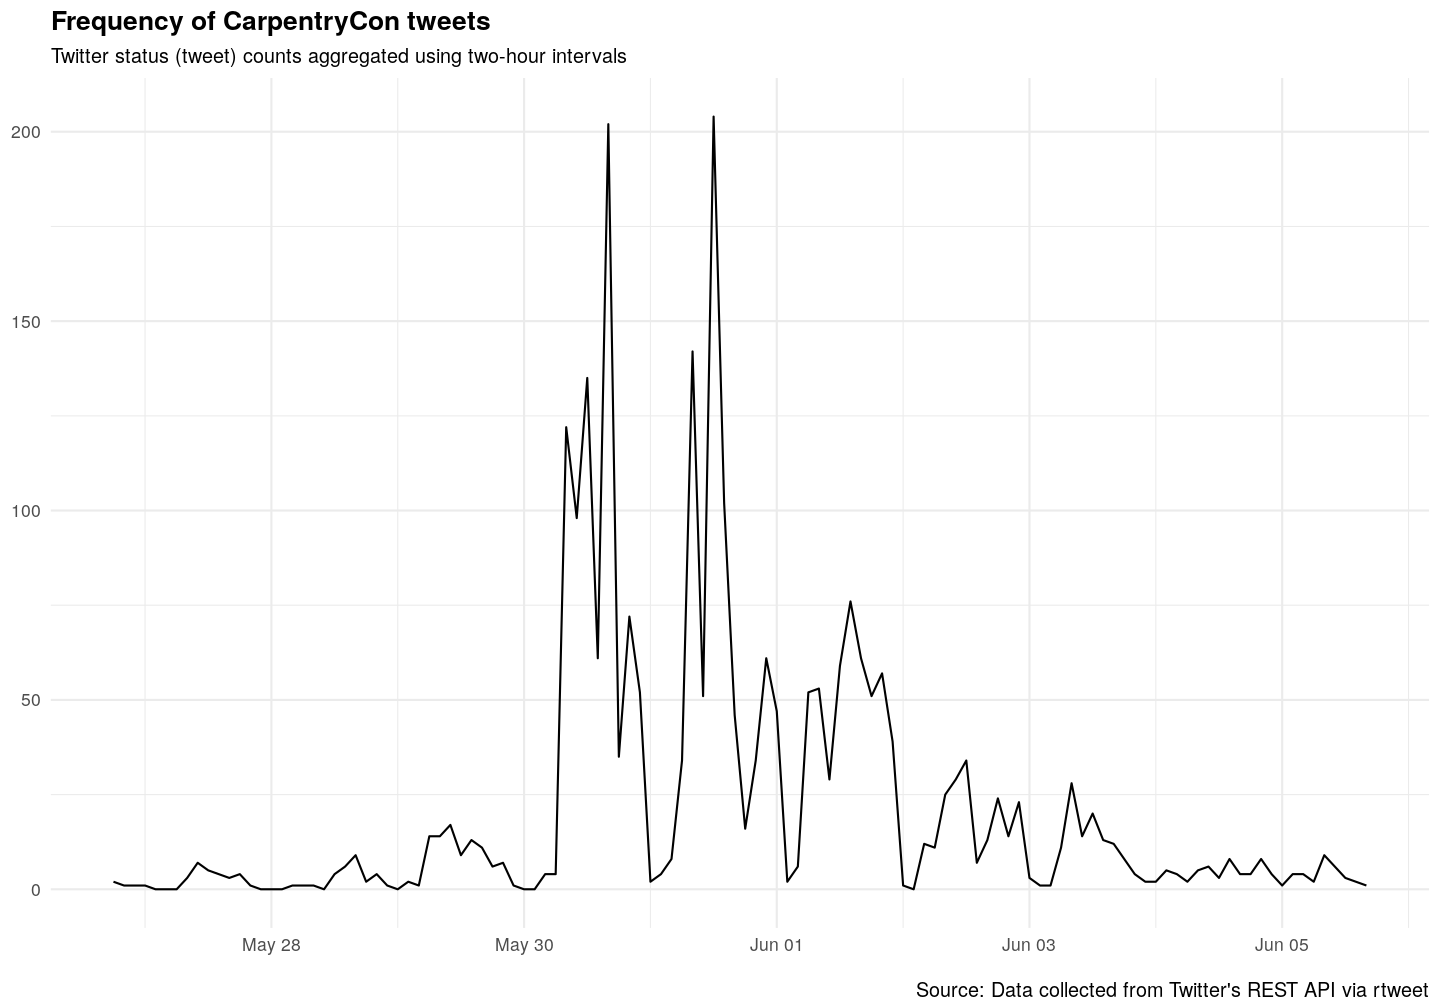 Frequency of CarpentryCon tweets
Twitter status (tweet) counts aggregated using two-hour intervals
200
150
100
50
0
May 28
May 30
Jun 01
Jun 03
Jun 05
Source: Data collected from Twitter's REST API via rtweet